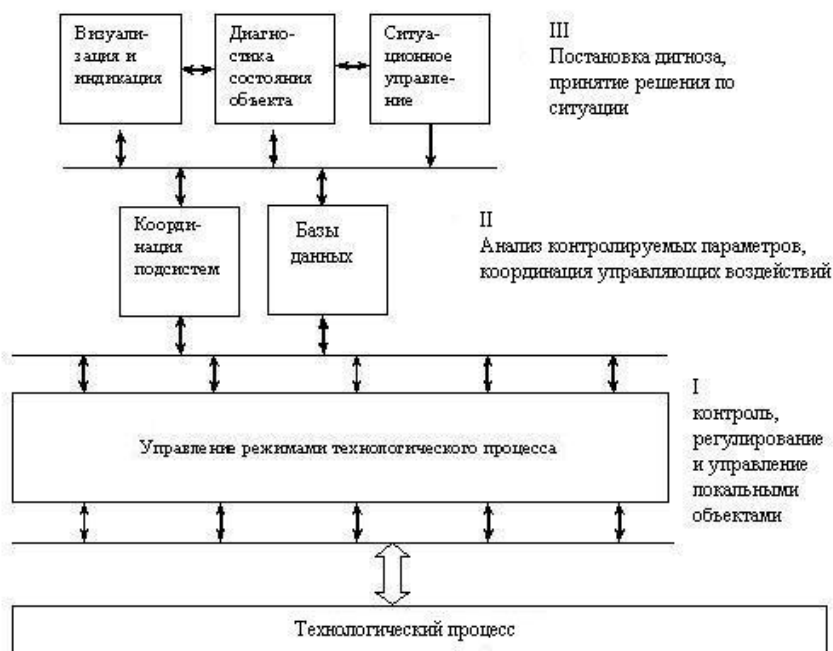 Визуали-
зация и
индикация
Диагно-
стика
состояния
объекта
Ситуа-
ционное
управле-
ние
III
Постановка дигноза,
принятие решения по
ситуации
Коорди-
нация
подсистем
Базы
данных
II
Анализ контролируемых параметров,
координация управляющих воздействий
Управление режимами технологического процесса
I
контроль,
регулирование
и управление
локальными
объектами
Технологический процесс